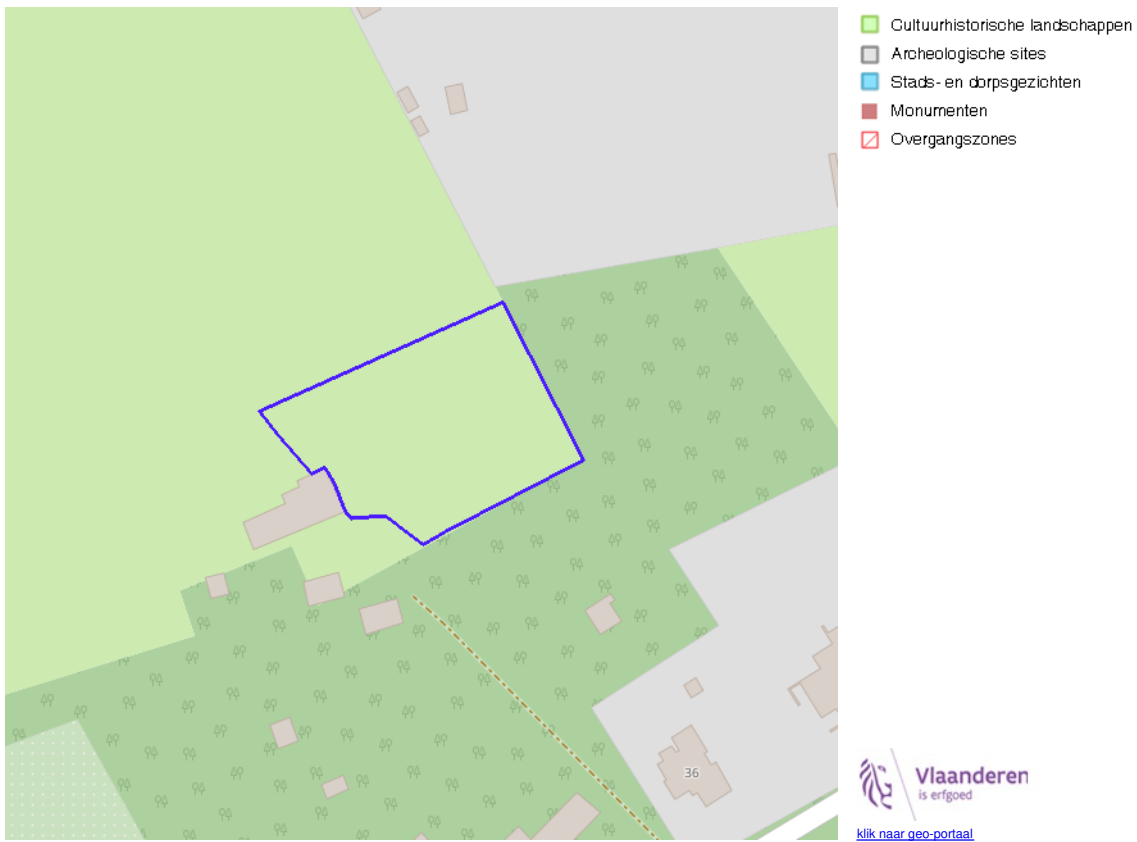 Cultuurhistorische landschappen
Archeologische sites
Stads- en dorpsgezichten
Monumenten
Overgangszones
36
Vlaanderen
is erfgoed
klik naar geo-portaal